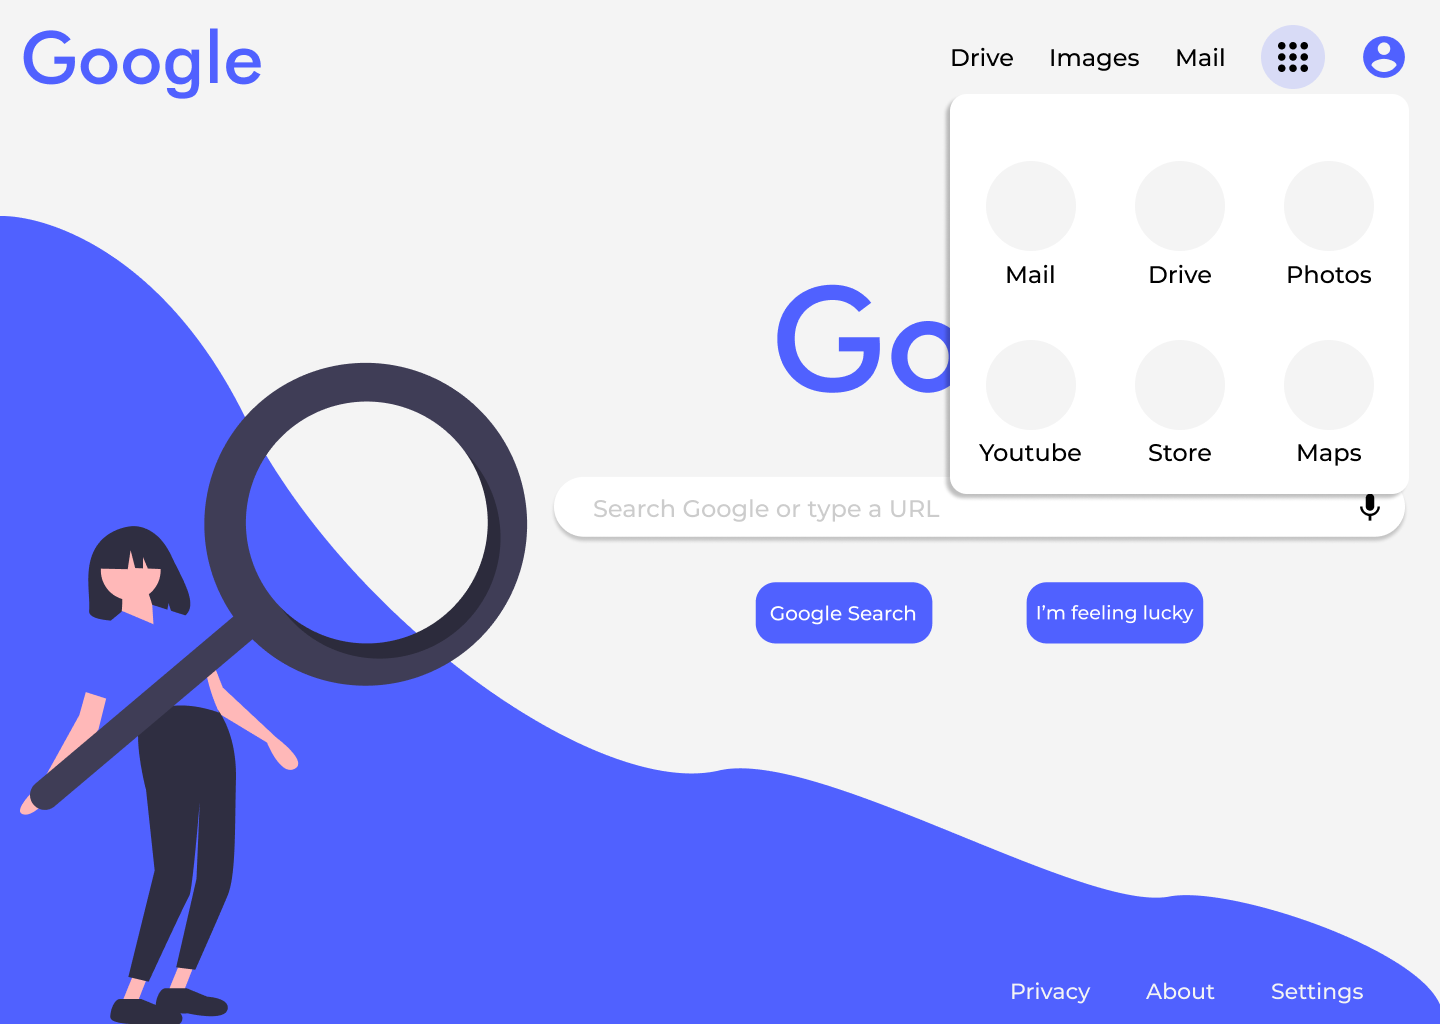 Google
Drive Images Mail
Mail Drive Photos
Go
Youtube Store Maps
Search Google or type a URL
Google Search
I'm feeling lucky
Privacy About Settings